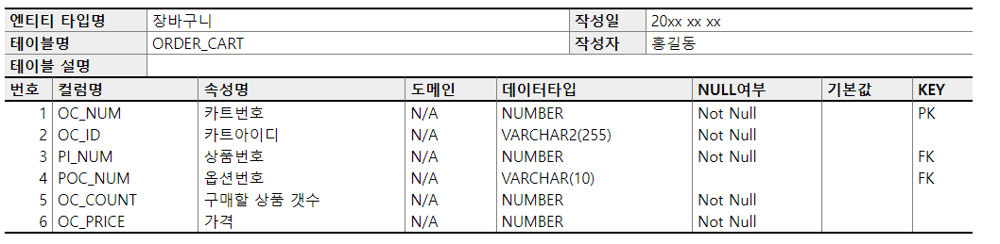 엔티티 타입명 장바구니 작성일 20xx xx xx
테이블명 ORDER_CART 작성자 홍길동
테이블 설명
번호 컬럼명 속성명 도메인 데이터타입 NULL여부 기본값 KEY
1 OC_NUM 카트번호 N/A NUMBER Not Null PK
2 OC_ID 카트아이디 N/A VARCHAR2(255) Not Null
3 PI_NUM 상품번호 N/A NUMBER Not Null FK
4 POC_NUM 옵션번호 N/A VARCHAR(10) FK
5 OC_COUNT 구매할 상품 갯수 N/A NUMBER Not Null
6 OC_PRICE 가격 N/A NUMBER Not Null